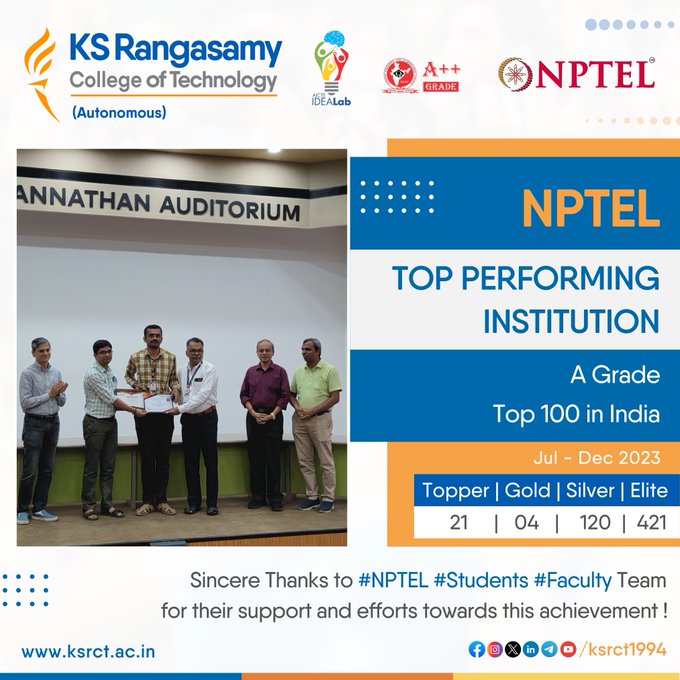 KS Rangasamy
College of Technology
(Autonomous)
AICTE
IDEALab
A++
GRADE
NPTEL
ANNATHAN AUDITORIUM
NPTEL
TOP PERFORMING
INSTITUTION
A Grade
Top 100 in India
Jul - Dec 2023
Topper | Gold | Silver | Elite
21 | 04 | 120 | 421
Sincere Thanks to #NPTEL #Students #Faculty Team
for their support and efforts towards this achievement !
www.ksrct.ac.in
/ksrct1994